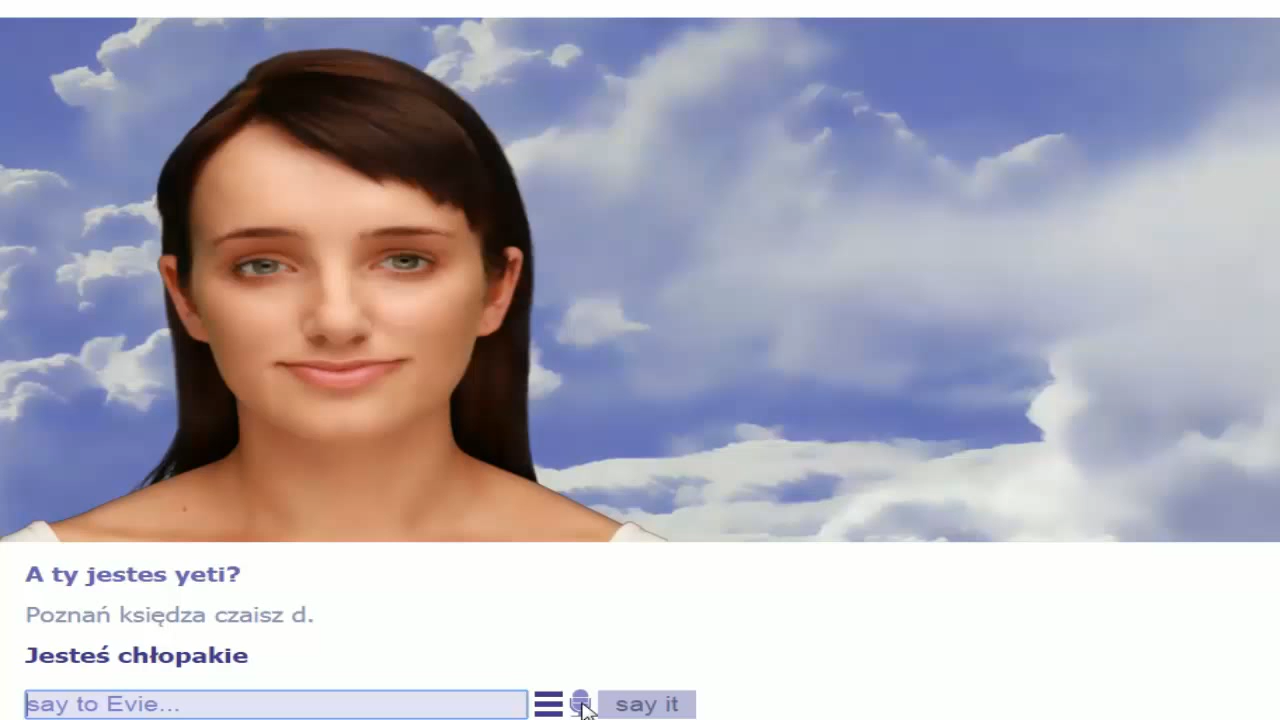 A ty jestes yeti?
Poznań księdza czaisz d.
Jesteś chłopakie
say to Evie...
say it